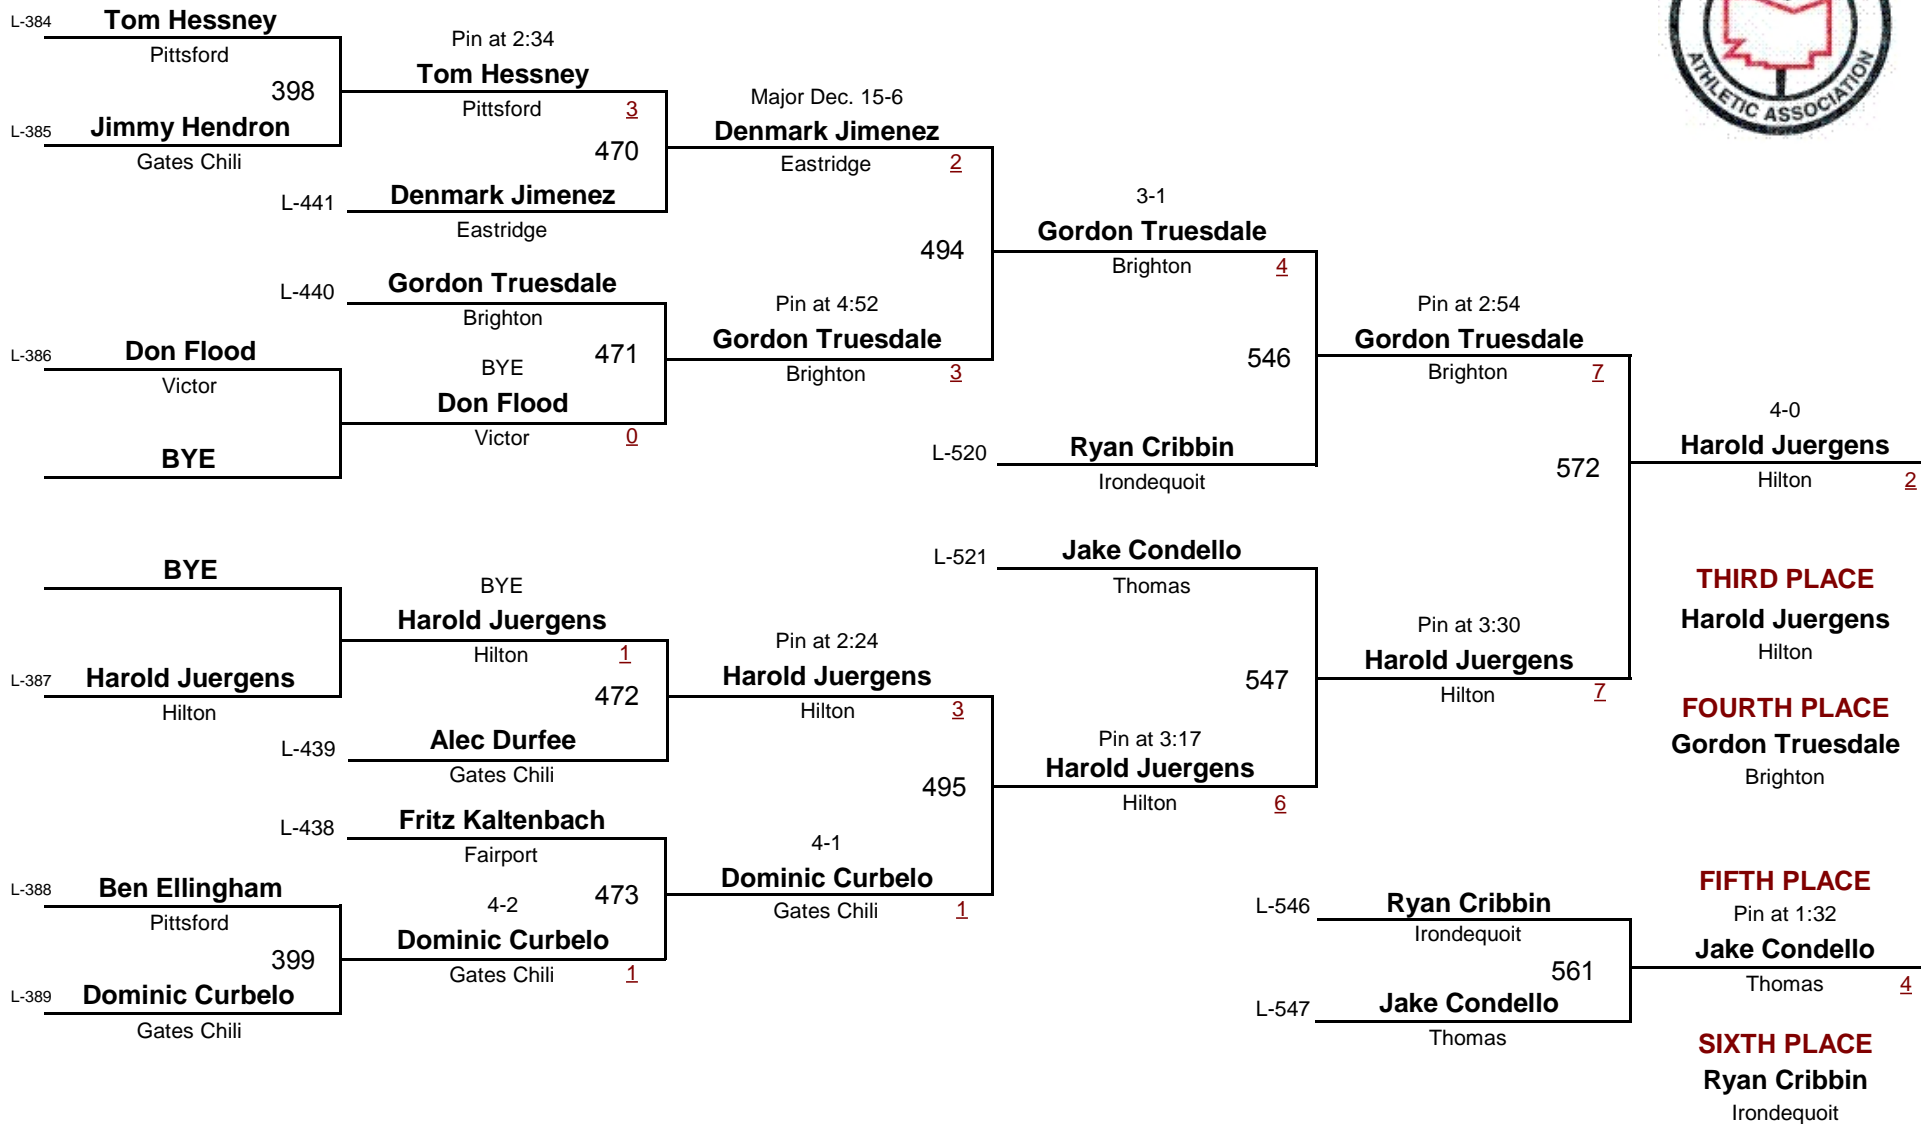 L-384 Tom Hessney
Pittsford
398
L-385 Jimmy Hendron
Gates Chili
Pin at 2:34
Tom Hessney
Pittsford 3
470
L-441 Denmark Jimenez
Eastridge
Major Dec. 15-6
Denmark Jimenez
Eastridge 2
494
L-440 Gordon Truesdale
Brighton
471
L-386 Don Flood
Victor
BYE
BYE
Don Flood
Victor 0
Pin at 4:52
Gordon Truesdale
Brighton 3
3-1
Gordon Truesdale
Brighton 4
546
L-520 Ryan Cribbin
Irondequoit
Pin at 2:54
Gordon Truesdale
Brighton 7
572
4-0
Harold Juergens
Hilton 2
BYE
L-387 Harold Juergens
Hilton
BYE
Harold Juergens
Hilton 1
472
L-439 Alec Durfee
Gates Chili
Pin at 2:24
Harold Juergens
Hilton 3
495
L-438 Fritz Kaltenbach
Fairport
473
L-388 Ben Ellingham
Pittsford
399
L-389 Dominic Curbelo
Gates Chili
4-2
Dominic Curbelo
Gates Chili 1
4-1
Dominic Curbelo
Gates Chili 1
L-521 Jake Condello
Thomas
547
Pin at 3:17
Harold Juergens
Hilton 6
Pin at 3:30
Harold Juergens
Hilton 7
THIRD PLACE
Harold Juergens
Hilton
FOURTH PLACE
Gordon Truesdale
Brighton
L-546 Ryan Cribbin
Irondequoit
561
L-547 Jake Condello
Thomas
FIFTH PLACE
Pin at 1:32
Jake Condello
Thomas 4
SIXTH PLACE
Ryan Cribbin
Irondequoit
ATHLETIC ASSOCIATION